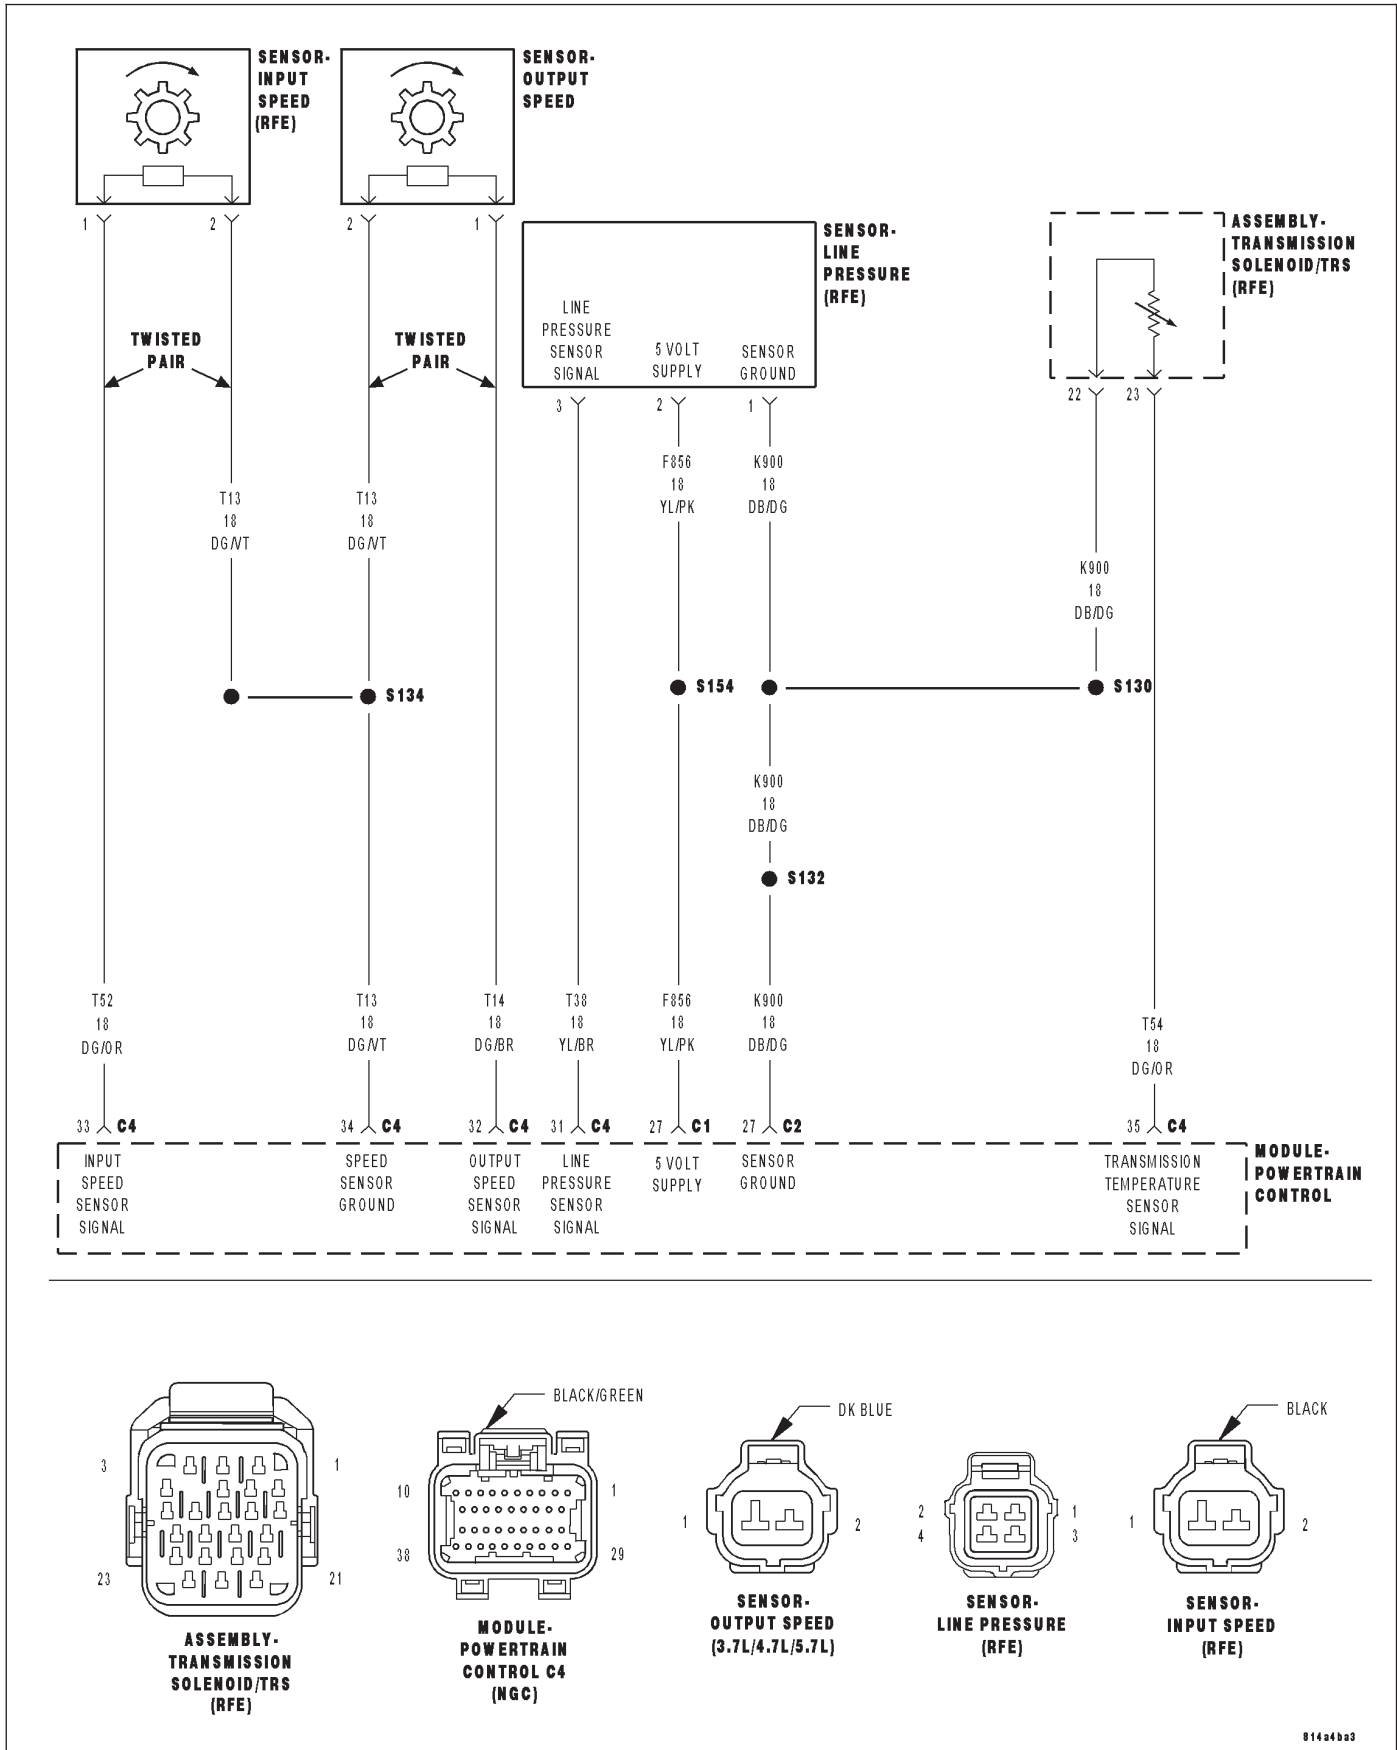 SENSOR-
INPUT
SPEED
(RFE)
SENSOR-
OUTPUT
SPEED
1
2
2
1
SENSOR-
LINE
PRESSURE
(RFE)
ASSEMBLY-
TRANSMISSION
SOLENOID/TRS
(RFE)
TWISTED
PAIR
TWISTED
PAIR
LINE
PRESSURE
SENSOR
SIGNAL
5 VOLT
SUPPLY
SENSOR
GROUND
3
2
1
22
23
T13
18
DG/VT
T13
18
DG/VT
F856
18
YL/PK
K900
18
DB/DG
K900
18
DB/DG
S134
S154
S130
K900
18
DB/DG
S132
T52
18
DG/OR
T13
18
DG/VT
T14
18
DG/BR
T38
18
YL/BR
F856
18
YL/PK
K900
18
DB/DG
T54
18
DG/OR
33 C4
34 C4
32 C4
31 C4
27 C1
27 C2
35 C4
INPUT
SPEED
SENSOR
SIGNAL
SPEED
SENSOR
GROUND
OUTPUT
SPEED
SENSOR
SIGNAL
LINE
PRESSURE
SENSOR
SIGNAL
5 VOLT
SUPPLY
SENSOR
GROUND
TRANSMISSION
TEMPERATURE
SENSOR
SIGNAL
MODULE-
POWERTRAIN
CONTROL
3
1
23
21
ASSEMBLY-
TRANSMISSION
SOLENOID/TRS
(RFE)
BLACK/GREEN
10
1
38
29
MODULE-
POWERTRAIN
CONTROL C4
(NGC)
DK BLUE
1
2
SENSOR-
OUTPUT SPEED
(3.7L/4.7L/5.7L)
2
1
4
3
SENSOR-
LINE PRESSURE
(RFE)
BLACK
1
2
SENSOR-
INPUT SPEED
(RFE)
814a4ba3